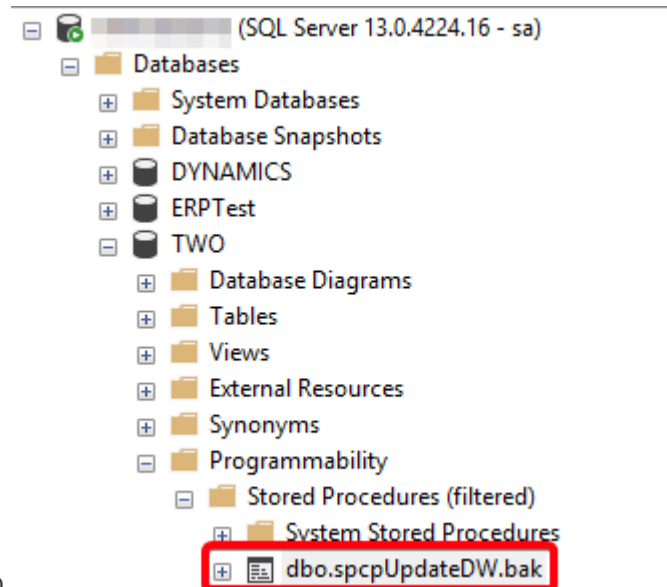 (SQL Server 13.0.4224.16 - sa)
Databases
System Databases
Database Snapshots
DYNAMICS
ERPTest
TWO
Database Diagrams
Tables
Views
External Resources
Synonyms
Programmability
Stored Procedures (filtered)
System Stored Procedures
dbo.spcpUpdateDW.bak